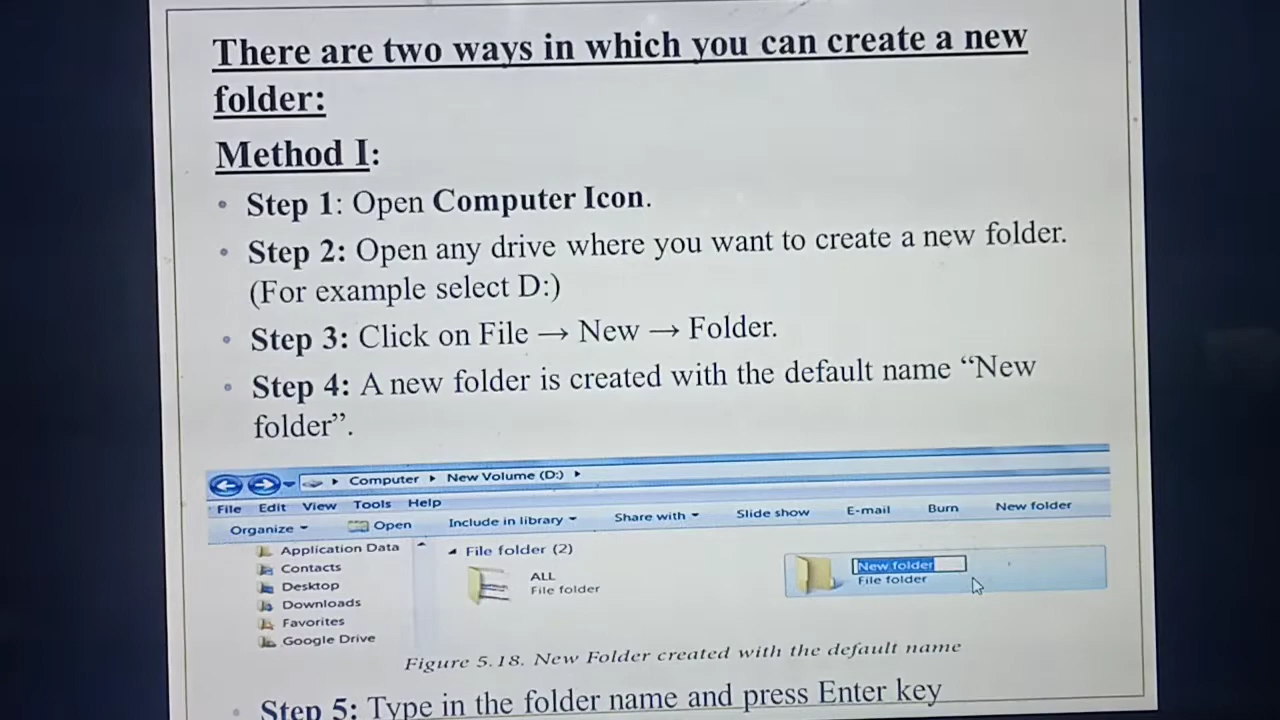 There are two ways in which you can create a new
folder:
Method I:
• Step 1: Open Computer Icon.
• Step 2: Open any drive where you want to create a new folder.
(For example select D:)
• Step 3: Click on File → New → Folder.
• Step 4: A new folder is created with the default name “New
folder”.
Computer ▸ New Volume (D:) ▸
File Edit View Tools Help
Organize Open Include in library Share with Slide show E-mail Burn New folder
Application Data
Contacts
Desktop
Downloads
Favorites
Google Drive
File folder (2)
ALL
File folder
New folder
File folder
Figure 5.18. New Folder created with the default name
• Step 5: Type in the folder name and press Enter key